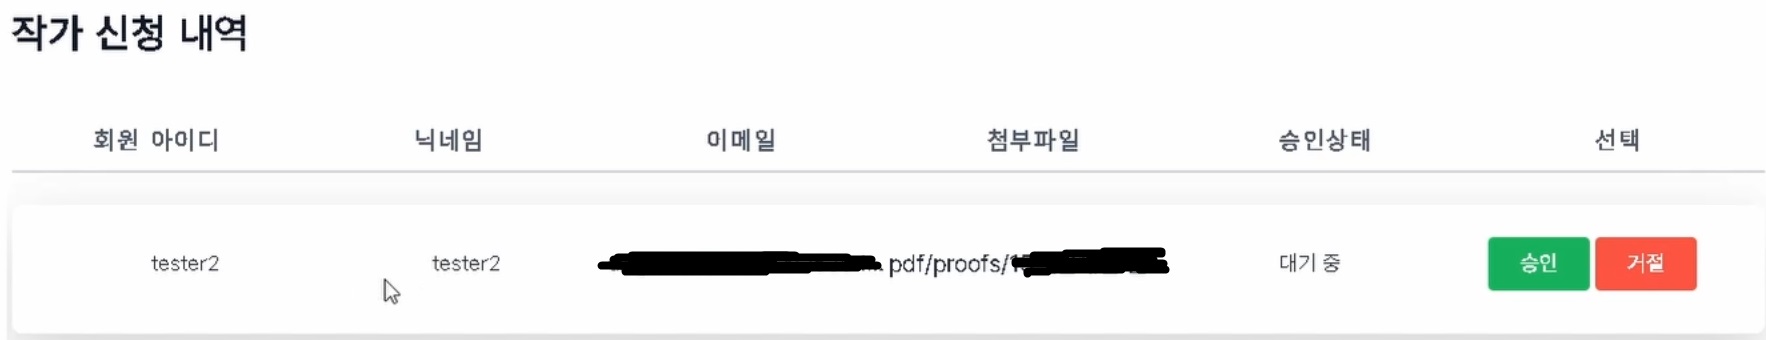 작가 신청 내역
회원 아이디 닉네임 이메일 첨부파일 승인상태 선택
tester2 tester2 pdf/proofs/ 대기 중 승인 거절